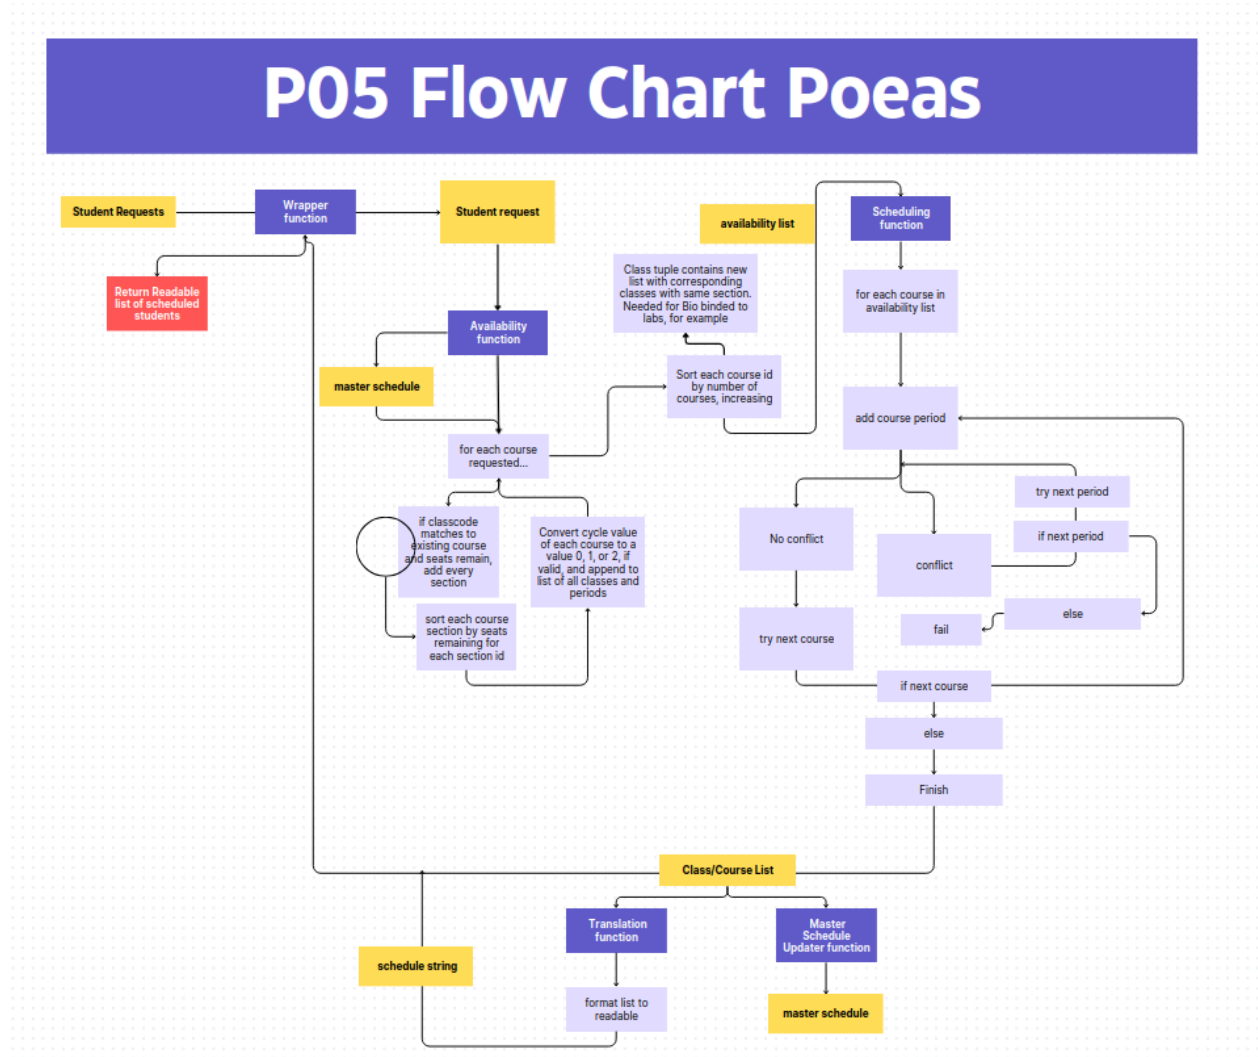 P05 Flow Chart Poeas
Student Requests
Wrapper
function
Student request
availability list
Scheduling
function
Return Readable
list of scheduled
students
Class tuple contains new
list with corresponding
classes with same section.
Needed for Bio binded to
labs, for example
for each course in
availability list
Availability
function
master schedule
Sort each course id
by number of
courses, increasing
add course period
for each course
requested...
if classcode
matches to
existing course
and seats remain,
add every
section
Convert cycle value
of each course to a
value 0, 1, or 2, if
valid, and append to
list of all classes and
periods
sort each course
section by seats
remaining for
each section id
No conflict
conflict
try next period
if next period
else
fail
try next course
if next course
else
Finish
Class/Course List
Translation
function
Master
Schedule
Updater function
schedule string
format list to
readable
master schedule